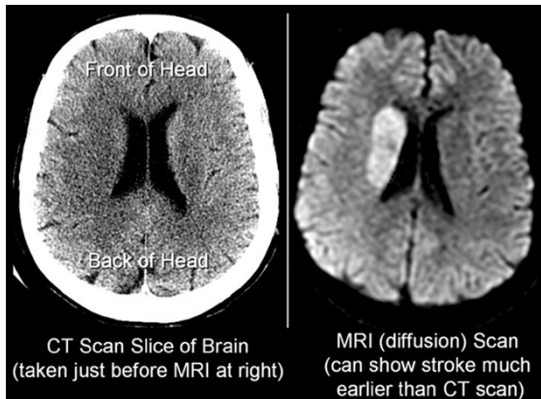 Front of Head
Back of Head
CT Scan Slice of Brain
(taken just before MRI at right)
MRI (diffusion) Scan
(can show stroke much
earlier than CT scan)